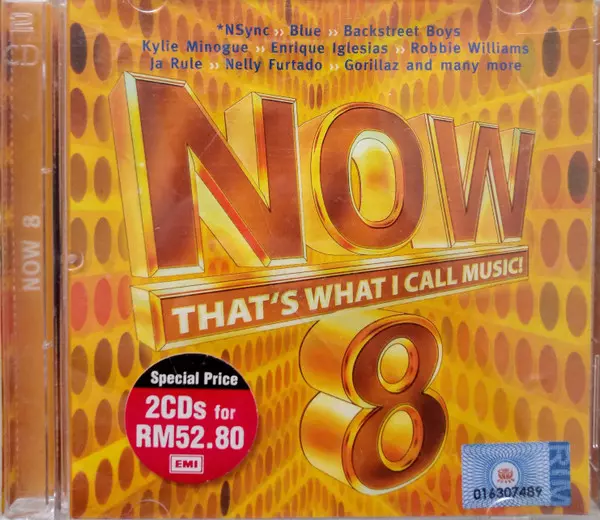 *NSync ›› Blue ›› Backstreet Boys
Kylie Minogue ›› Enrique Iglesias ›› Robbie Williams
Ja Rule ›› Nelly Furtado ›› Gorillaz and many more
NOW
THAT'S WHAT I CALL MUSIC!
8
NOW 8
Special Price
2CDs for
RM52.80
EMI
016307489